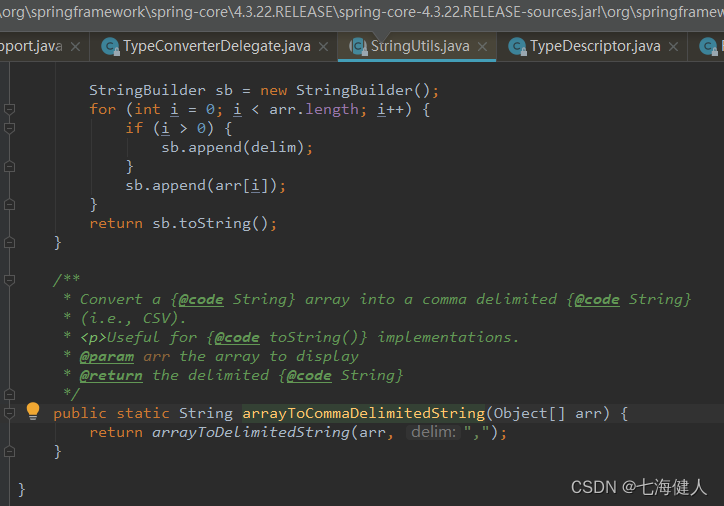 \org\springframework\spring-core\4.3.22.RELEASE\spring-core-4.3.22.RELEASE-sources.jar!\org\springframew
pport.java TypeConverterDelegate.java StringUtils.java TypeDescriptor.java
StringBuilder sb = new StringBuilder();
for (int i = 0; i < arr.length; i++) {
if (i > 0) {
sb.append(delim);
}
sb.append(arr[i]);
}
return sb.toString();
}
/**
* Convert a {@code String} array into a comma delimited {@code String}
* (i.e., CSV).
* <p>Useful for {@code toString()} implementations.
* @param arr the array to display
* @return the delimited {@code String}
*/
public static String arrayToCommaDelimitedString(Object[] arr) {
return arrayToDelimitedString(arr, delim: ",");
}
}
CSDN @七海健人